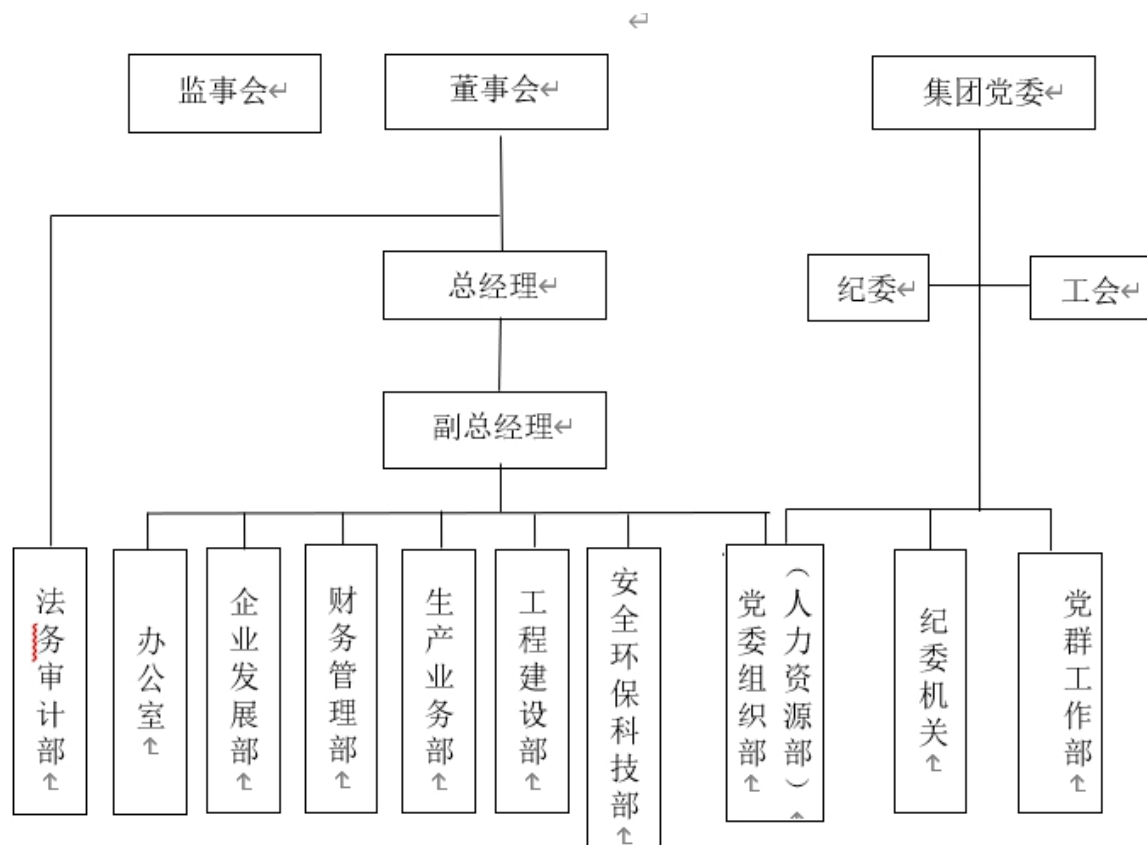 监事会
董事会
集团党委
总经理
纪委
工会
副总经理
法务审计部
办公室
企业发展部
财务管理部
生产业务部
工程建设部
安全环保科技部
党委组织部
（人力资源部）
纪委机关
党群工作部